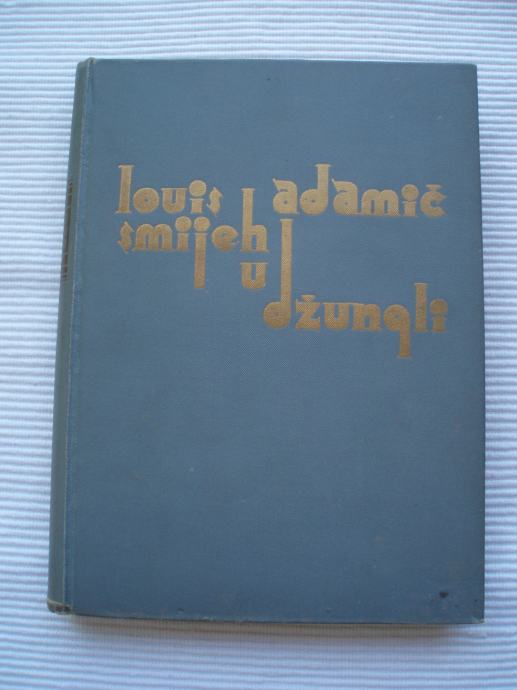 louis adamič
smijeh
u
džungli